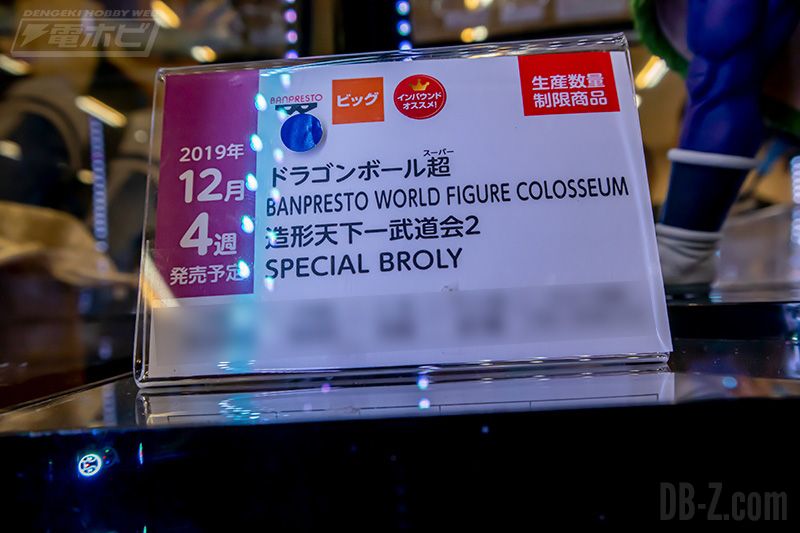 DENGEKI HOBBY WEB
電ホビ
BANPRESTO
ビッグ
インバウンド
オススメ!
生産数量
制限商品
2019年
12月
4週
発売予定
スーパー
ドラゴンボール超
BANPRESTO WORLD FIGURE COLOSSEUM
造形天下一武道会2
SPECIAL BROLY
DB-Z.com